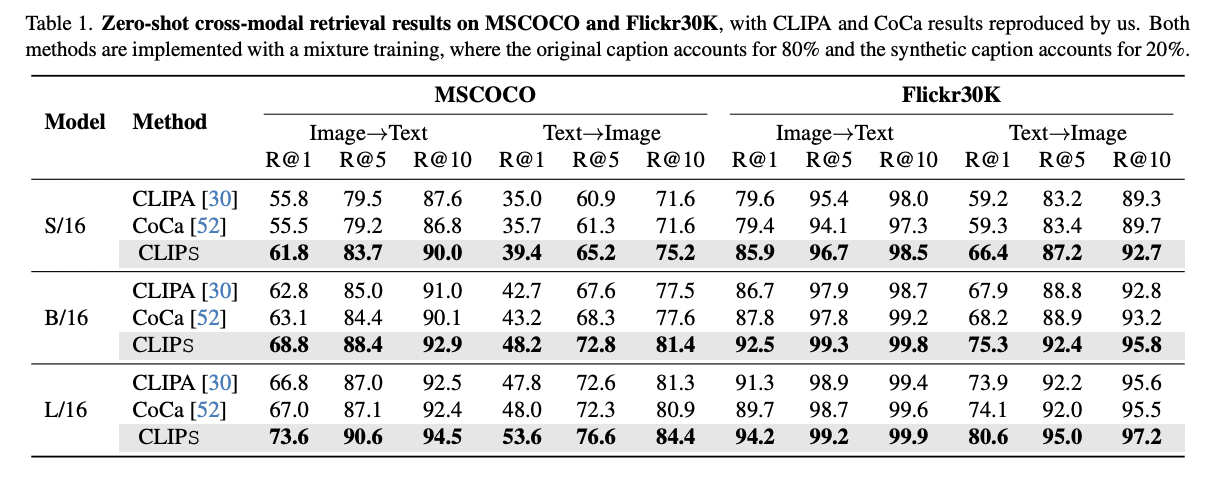 Table 1. Zero-shot cross-modal retrieval results on MSCOCO and Flickr30K, with CLIPA and CoCa results reproduced by us. Both
methods are implemented with a mixture training, where the original caption accounts for 80% and the synthetic caption accounts for 20%.
Model Method MSCOCO Flickr30K
Image→Text Text→Image Image→Text Text→Image
R@1 R@5 R@10 R@1 R@5 R@10 R@1 R@5 R@10 R@1 R@5 R@10
S/16
CLIPA [30] 55.8 79.5 87.6 35.0 60.9 71.6 79.6 95.4 98.0 59.2 83.2 89.3
CoCa [52] 55.5 79.2 86.8 35.7 61.3 71.6 79.4 94.1 97.3 59.3 83.4 89.7
CLIPS 61.8 83.7 90.0 39.4 65.2 75.2 85.9 96.7 98.5 66.4 87.2 92.7
B/16
CLIPA [30] 62.8 85.0 91.0 42.7 67.6 77.5 86.7 97.9 98.7 67.9 88.8 92.8
CoCa [52] 63.1 84.4 90.1 43.2 68.3 77.6 87.8 97.8 99.2 68.2 88.9 93.2
CLIPS 68.8 88.4 92.9 48.2 72.8 81.4 92.5 99.3 99.8 75.3 92.4 95.8
L/16
CLIPA [30] 66.8 87.0 92.5 47.8 72.6 81.3 91.3 98.9 99.4 73.9 92.2 95.6
CoCa [52] 67.0 87.1 92.4 48.0 72.3 80.9 89.7 98.7 99.6 74.1 92.0 95.5
CLIPS 73.6 90.6 94.5 53.6 76.6 84.4 94.2 99.2 99.9 80.6 95.0 97.2